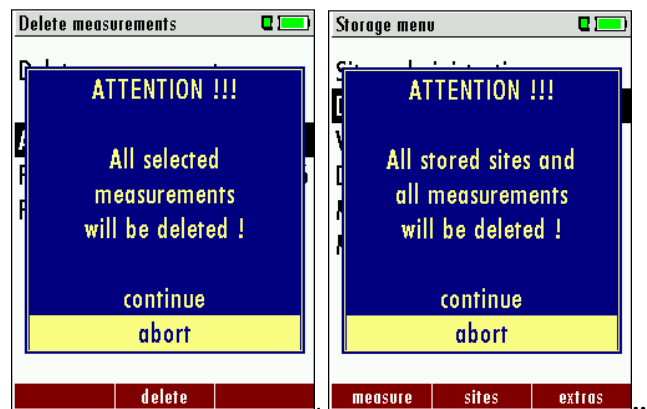 Delete measurements
ATTENTION !!!
All selected
measurements
will be deleted !
continue
abort
delete
Storage menu
ATTENTION !!!
All stored sites and
all measurements
will be deleted !
continue
abort
measure
sites
extras